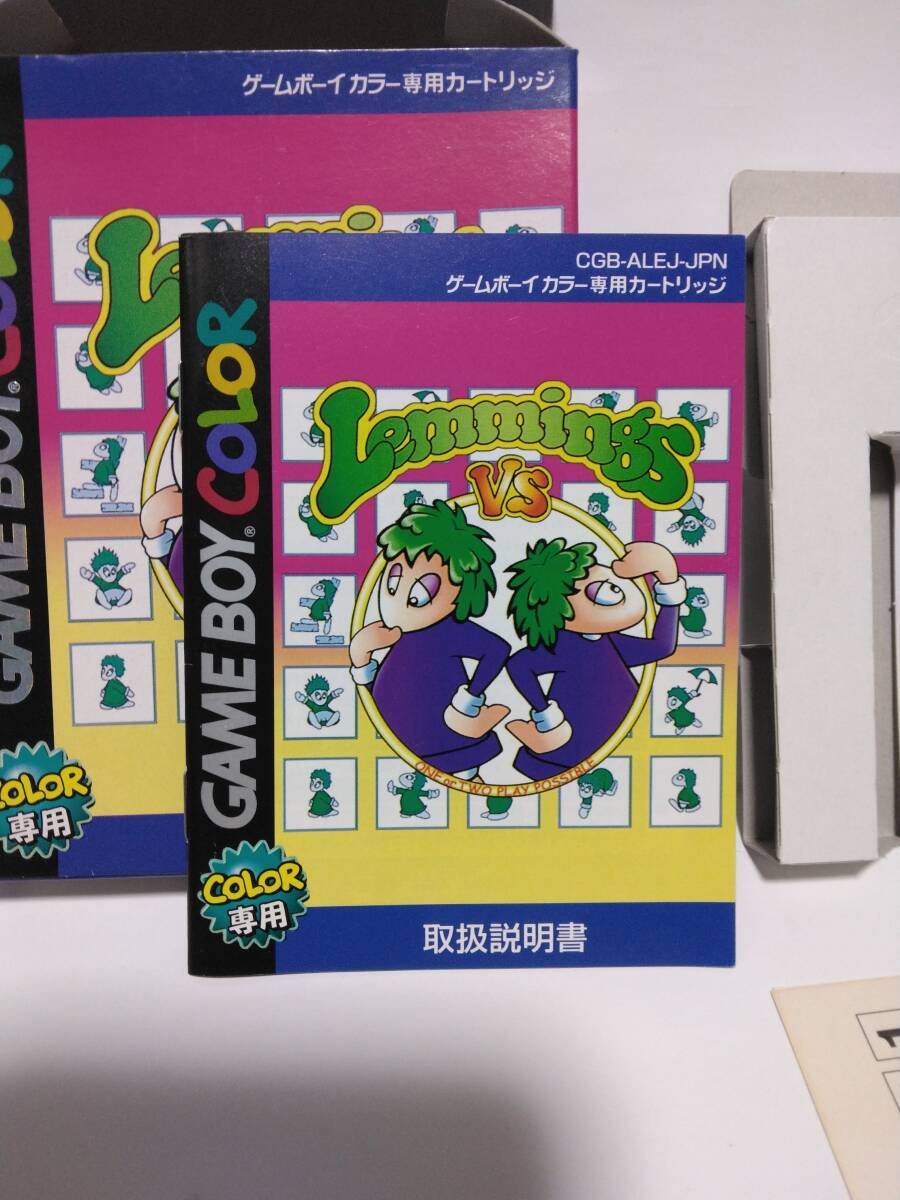 ゲームボーイ カラー専用カートリッジ
GAME BOY® COLOR
Lemmings
COLOR
専用
CGB-ALEJ-JPN
ゲームボーイ カラー専用カートリッジ
GAME BOY® COLOR
Lemmings
VS
ONE or TWO PLAY POSSIBLE
COLOR
専用
取扱説明書